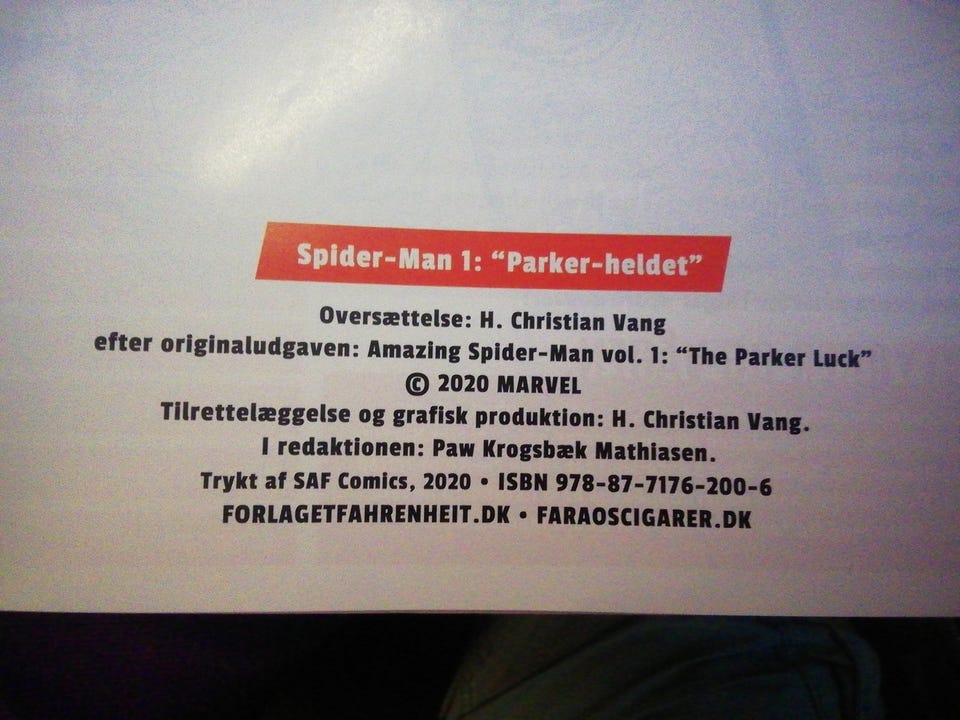 Spider-Man 1: “Parker-heldet”
Oversættelse: H. Christian Vang
efter originaludgaven: Amazing Spider-Man vol. 1: “The Parker Luck”
© 2020 MARVEL
Tilrettelæggelse og grafisk produktion: H. Christian Vang.
I redaktionen: Paw Krogsbæk Mathiasen.
Trykt af SAF Comics, 2020 • ISBN 978-87-7176-200-6
FORLAGETFAHRENHEIT.DK • FARAOSCIGARER.DK